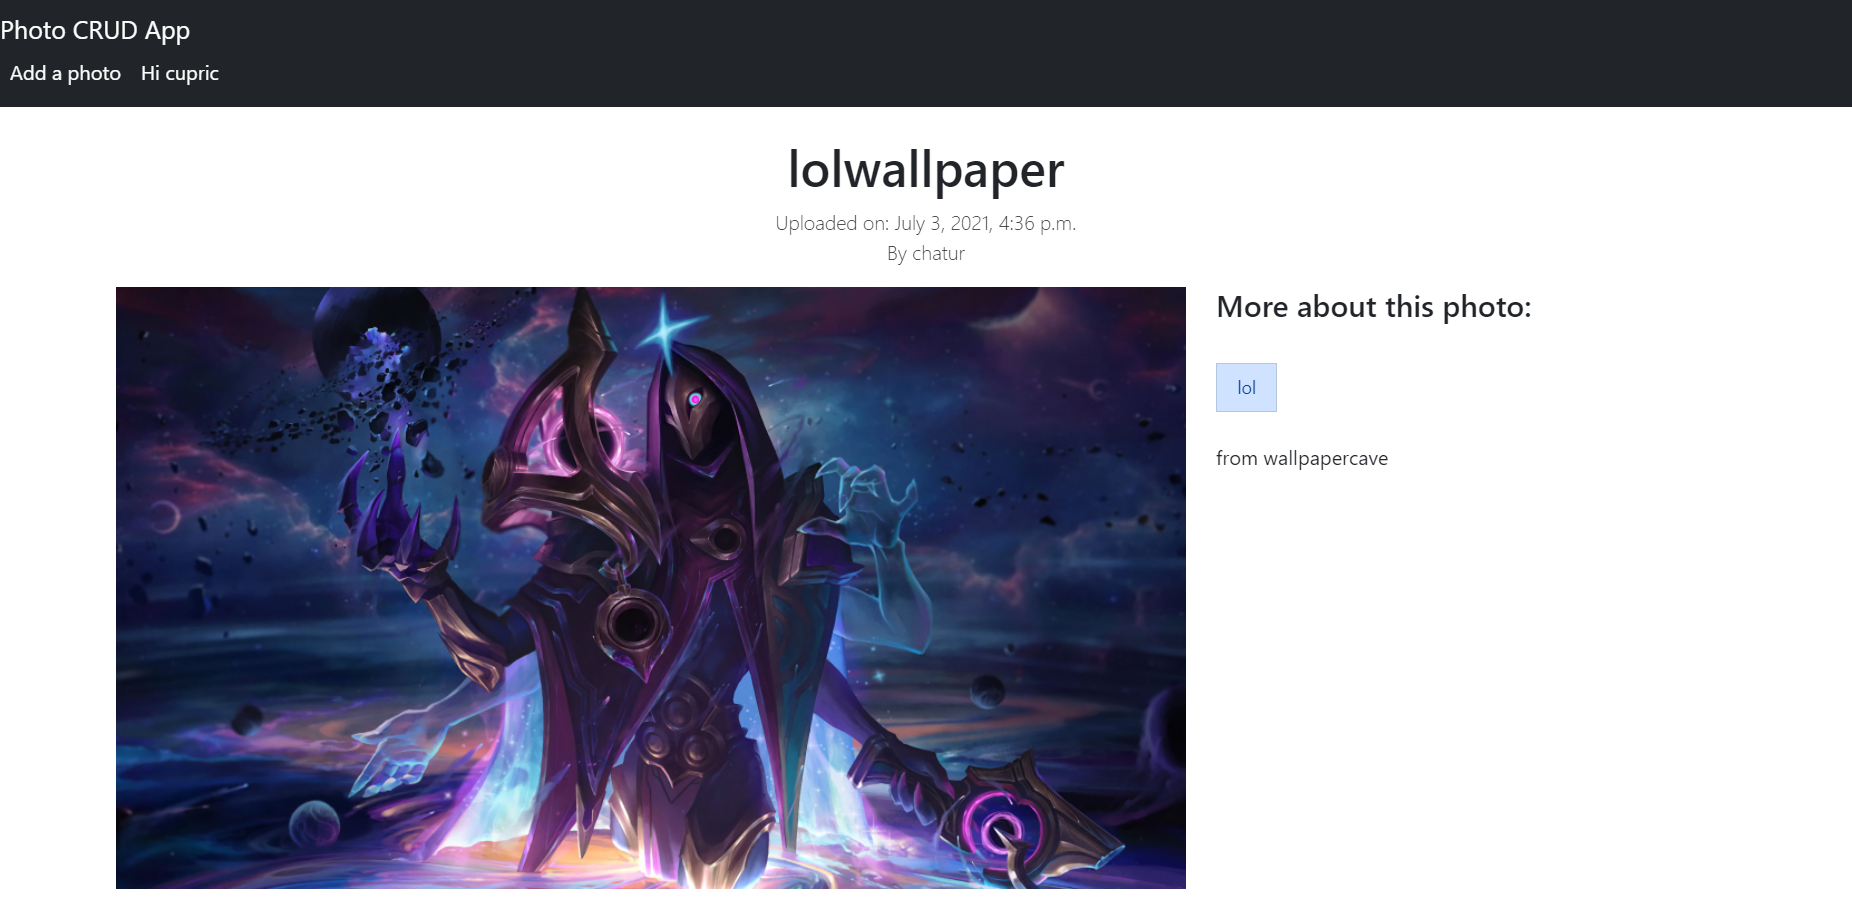 Photo CRUD App
Add a photo Hi cupric
lolwallpaper
Uploaded on: July 3, 2021, 4:36 p.m.
By chatur
More about this photo:
lol
from wallpapercave